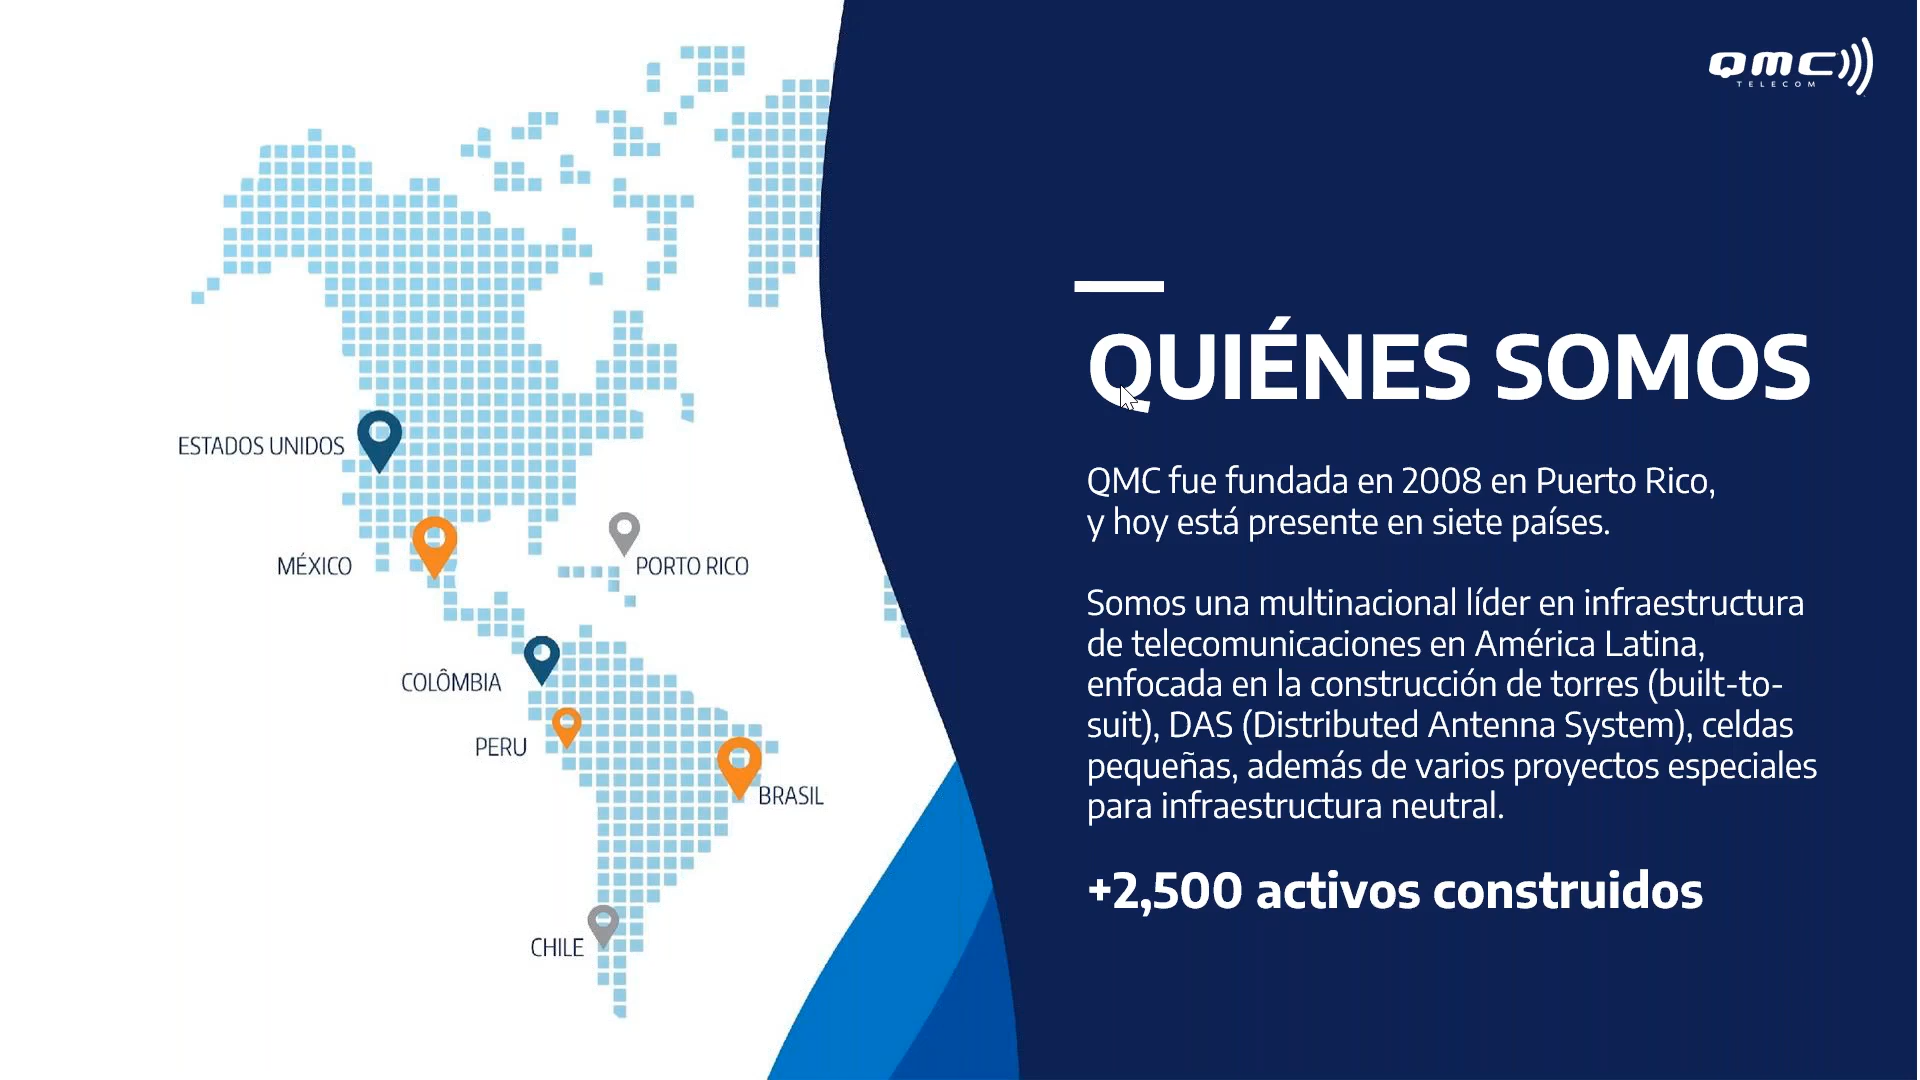 QMC
TELECOM
ESTADOS UNIDOS
MÉXICO
PORTO RICO
COLÔMBIA
PERU
BRASIL
CHILE
QUIÉNES SOMOS
QMC fue fundada en 2008 en Puerto Rico,
y hoy está presente en siete países.
Somos una multinacional líder en infraestructura
de telecomunicaciones en América Latina,
enfocada en la construcción de torres (built-to-
suit), DAS (Distributed Antenna System), celdas
pequeñas, además de varios proyectos especiales
para infraestructura neutral.
+2,500 activos construidos